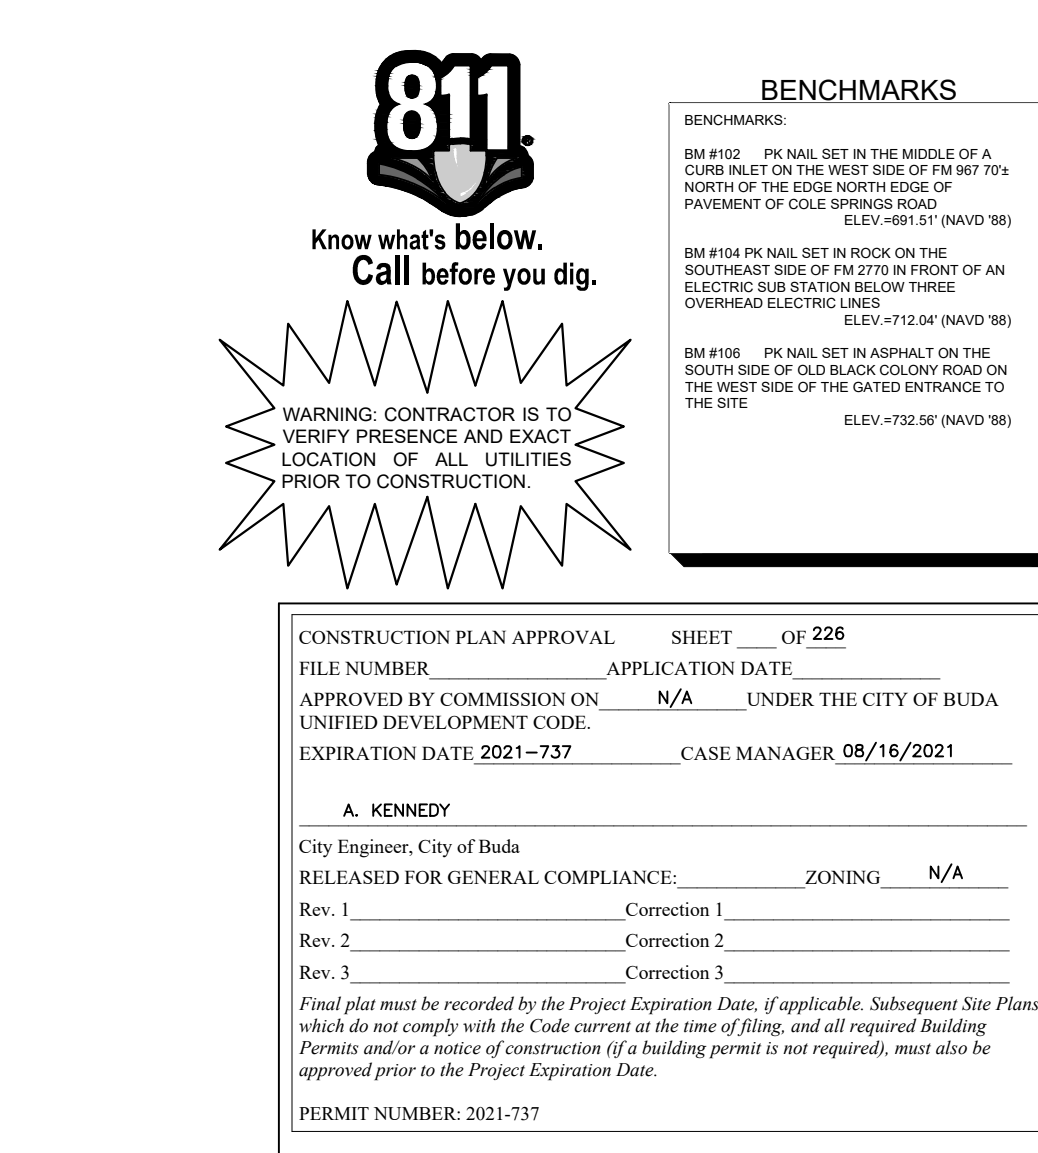 811®
Know what's below.
Call before you dig.
WARNING: CONTRACTOR IS TO
VERIFY PRESENCE AND EXACT
LOCATION OF ALL UTILITIES
PRIOR TO CONSTRUCTION.
BENCHMARKS
BENCHMARKS:
BM #102 PK NAIL SET IN THE MIDDLE OF A
CURB INLET ON THE WEST SIDE OF FM 967 70'±
NORTH OF THE EDGE NORTH EDGE OF
PAVEMENT OF COLE SPRINGS ROAD
ELEV.=691.51' (NAVD '88)
BM #104 PK NAIL SET IN ROCK ON THE
SOUTHEAST SIDE OF FM 2770 IN FRONT OF AN
ELECTRIC SUB STATION BELOW THREE
OVERHEAD ELECTRIC LINES
ELEV.=712.04' (NAVD '88)
BM #106 PK NAIL SET IN ASPHALT ON THE
SOUTH SIDE OF OLD BLACK COLONY ROAD ON
THE WEST SIDE OF THE GATED ENTRANCE TO
THE SITE
ELEV.=732.56' (NAVD '88)
CONSTRUCTION PLAN APPROVAL SHEET ____ OF 226
FILE NUMBER__________________APPLICATION DATE_______________
APPROVED BY COMMISSION ON N/A UNDER THE CITY OF BUDA
UNIFIED DEVELOPMENT CODE.
EXPIRATION DATE 2021-737 CASE MANAGER 08/16/2021
A. KENNEDY
City Engineer, City of Buda
RELEASED FOR GENERAL COMPLIANCE:_____________ZONING N/A
Rev. 1____________________________Correction 1_____________________________
Rev. 2____________________________Correction 2_____________________________
Rev. 3____________________________Correction 3_____________________________
Final plat must be recorded by the Project Expiration Date, if applicable. Subsequent Site Plans
which do not comply with the Code current at the time of filing, and all required Building
Permits and/or a notice of construction (if a building permit is not required), must also be
approved prior to the Project Expiration Date.
PERMIT NUMBER: 2021-737